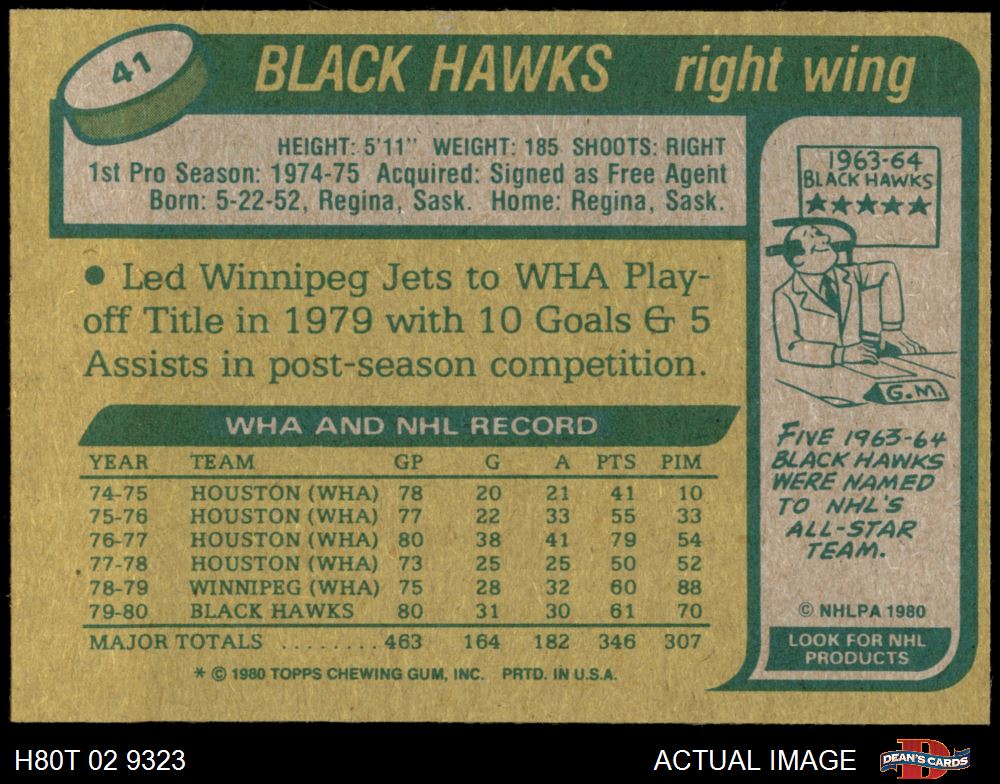 41
BLACK HAWKS right wing
HEIGHT: 5'11" WEIGHT: 185 SHOOTS: RIGHT
1st Pro Season: 1974-75 Acquired: Signed as Free Agent
Born: 5-22-52, Regina, Sask. Home: Regina, Sask.
• Led Winnipeg Jets to WHA Play-
off Title in 1979 with 10 Goals & 5
Assists in post-season competition.
WHA AND NHL RECORD
YEAR TEAM GP G A PTS PIM
74-75 HOUSTON (WHA) 78 20 21 41 10
75-76 HOUSTON (WHA) 77 22 33 55 33
76-77 HOUSTON (WHA) 80 38 41 79 54
77-78 HOUSTON (WHA) 73 25 25 50 52
78-79 WINNIPEG (WHA) 75 28 32 60 88
79-80 BLACK HAWKS 80 31 30 61 70
MAJOR TOTALS ........ 463 164 182 346 307
* © 1980 TOPPS CHEWING GUM, INC. PRTD. IN U.S.A.
1963-64
BLACK HAWKS
★★★★★
G.M.
FIVE 1963-64
BLACK HAWKS
WERE NAMED
TO NHL'S
ALL-STAR
TEAM.
© NHLPA 1980
LOOK FOR NHL
PRODUCTS
H80T 02 9323 ACTUAL IMAGE
DEAN'S CARDS